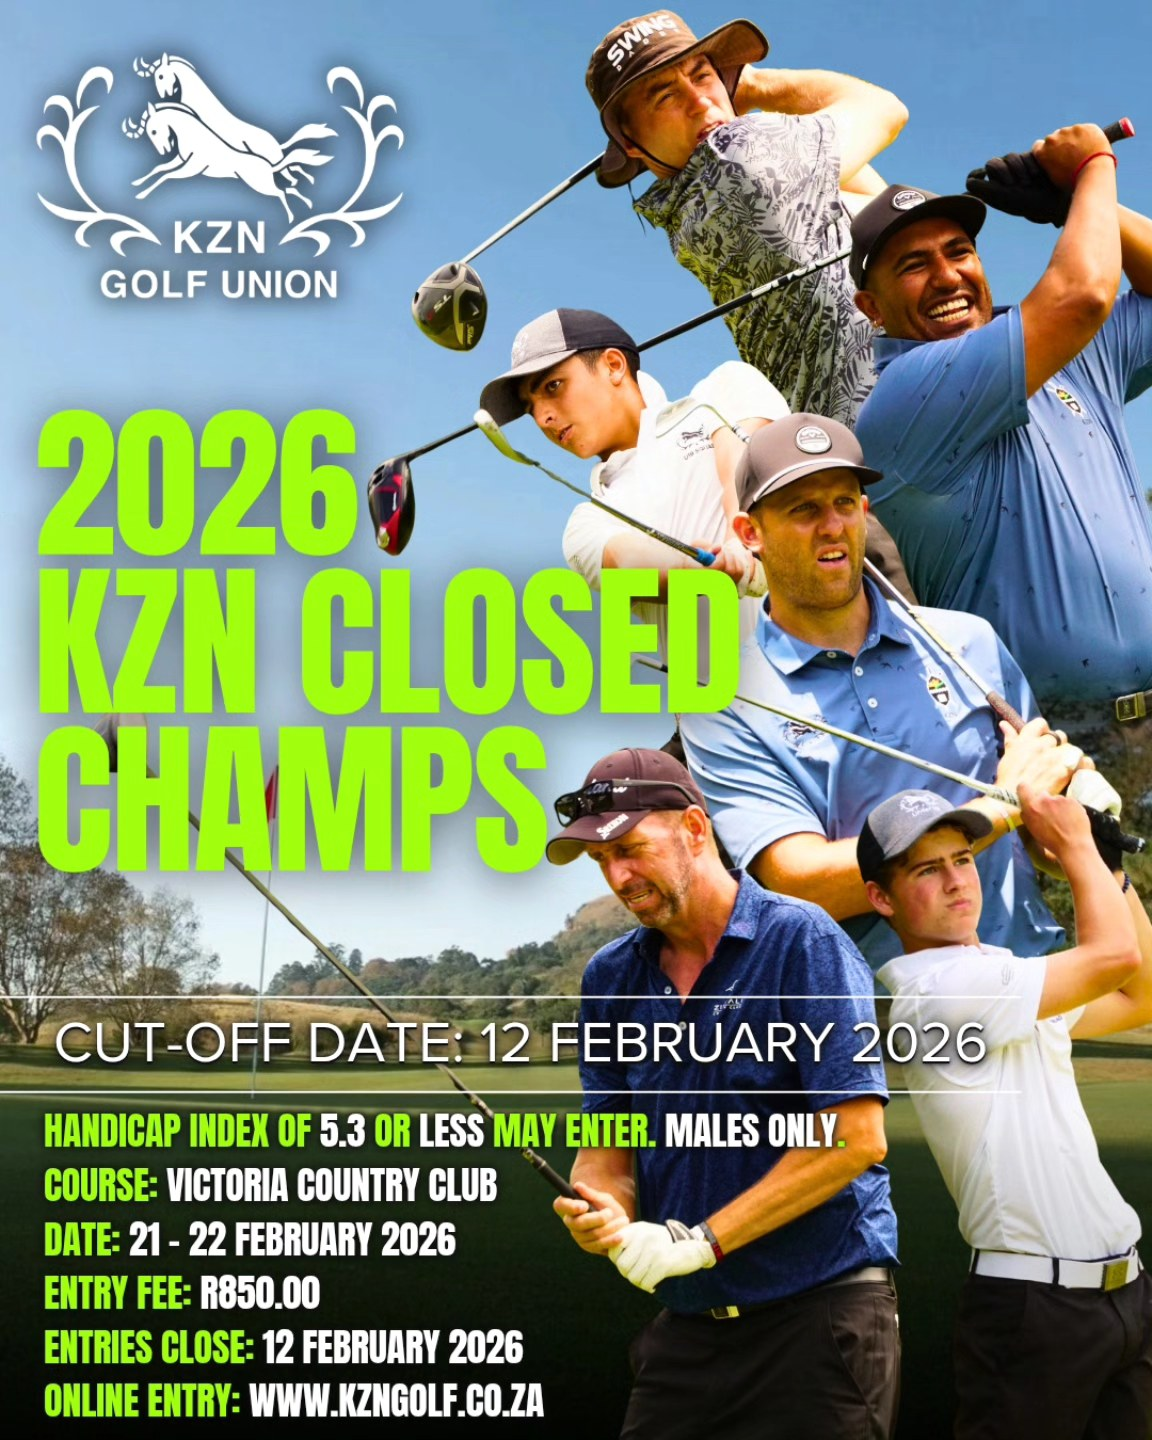 SWING
KZN
GOLF UNION
2026
KZN CLOSED
CHAMPS
CUT-OFF DATE: 12 FEBRUARY 2026
HANDICAP INDEX OF 5.3 OR LESS MAY ENTER. MALES ONLY.
COURSE: VICTORIA COUNTRY CLUB
DATE: 21 - 22 FEBRUARY 2026
ENTRY FEE: R850.00
ENTRIES CLOSE: 12 FEBRUARY 2026
ONLINE ENTRY: WWW.KZNGOLF.CO.ZA